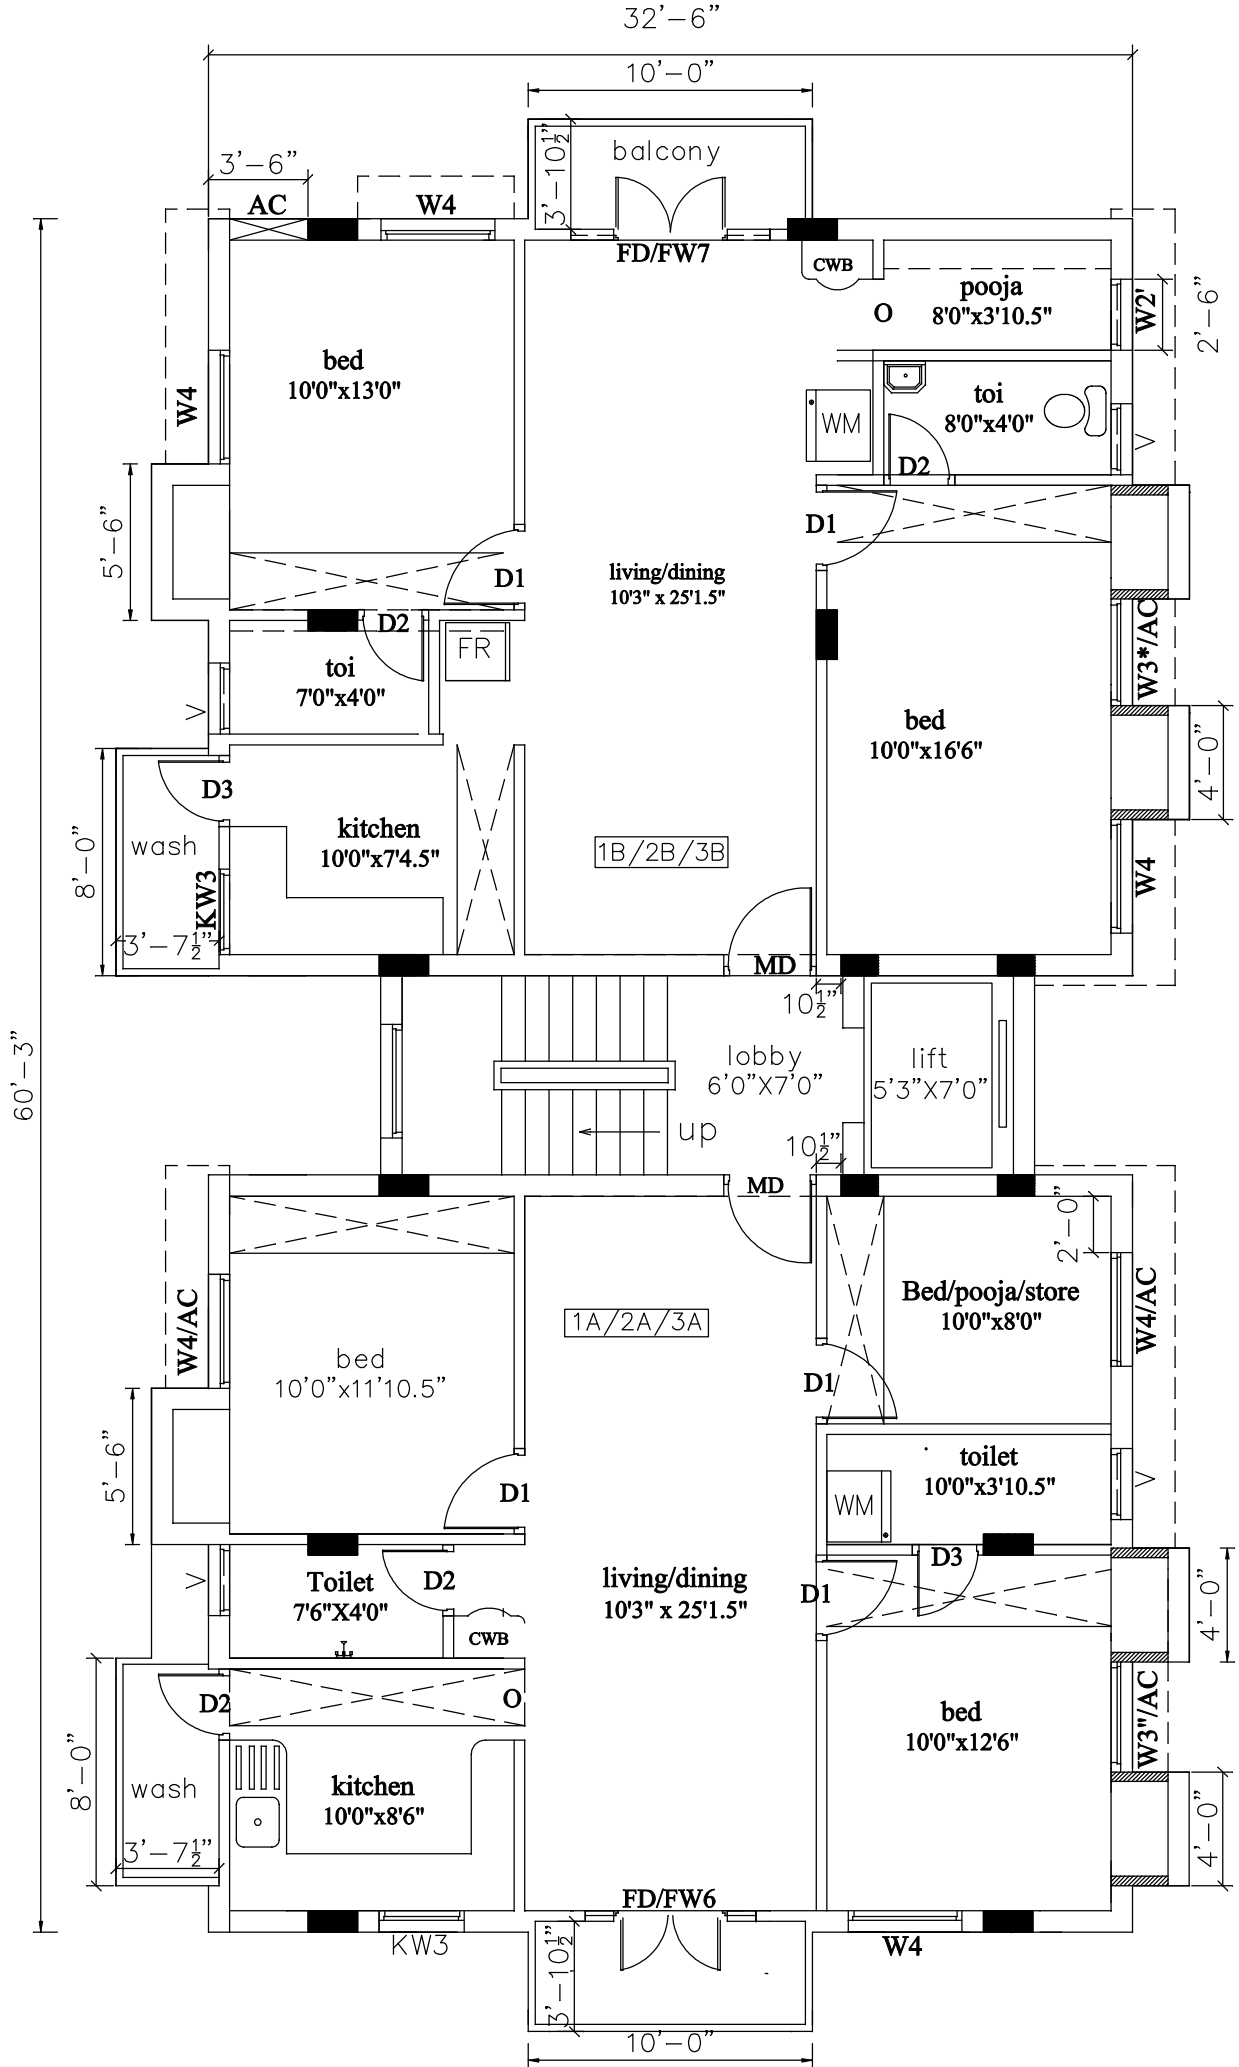 32'-6"
10'-0"
3'-10½"
balcony
3'-6"
AC
W4
FD/FW7
CWB
pooja
8'0"x3'10.5"
O
W2'
2'-6"
bed
10'0"x13'0"
W4
WM
toi
8'0"x4'0"
V
D2
5'-6"
D1
D1
living/dining
10'3" x 25'1.5"
D2
FR
toi
7'0"x4'0"
V
W3*/AC
bed
10'0"x16'6"
4'-0"
D3
8'-0"
wash
kitchen
10'0"x7'4.5"
1B/2B/3B
KW3
W4
3'-7½"
MD
10½"
60'-3"
lobby
6'0"X7'0"
lift
5'3"X7'0"
up
10½"
MD
2'-0"
W4/AC
1A/2A/3A
Bed/pooja/store
10'0"x8'0"
W4/AC
bed
10'0"x11'10.5"
D1
5'-6"
D1
toilet
10'0"x3'10.5"
V
WM
V
Toilet
7'6"X4'0"
D2
living/dining
10'3" x 25'1.5"
D3
D1
4'-0"
CWB
D2
O
bed
10'0"x12'6"
W3"/AC
8'-0"
wash
kitchen
10'0"x8'6"
4'-0"
3'-7½"
FD/FW6
KW3
W4
3'-10½"
10'-0"